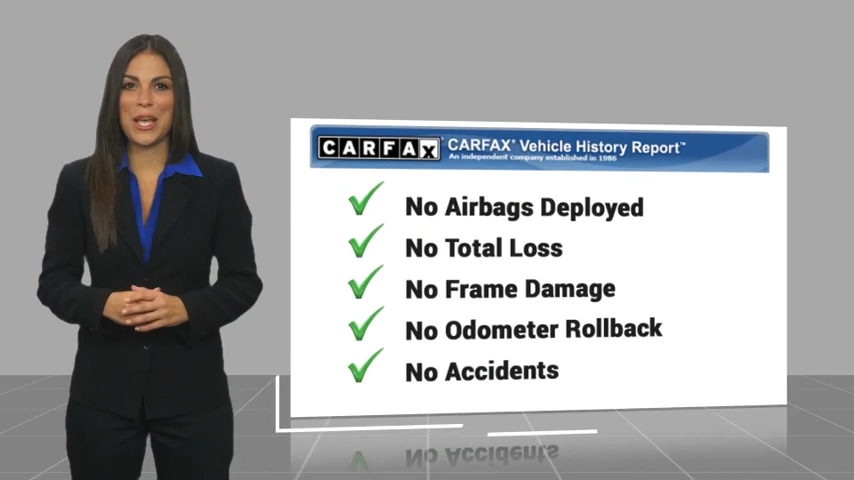 CARFAX CARFAX® Vehicle History Report™
An independent company established in 1986
No Airbags Deployed
No Total Loss
No Frame Damage
No Odometer Rollback
No Accidents
No Accidents